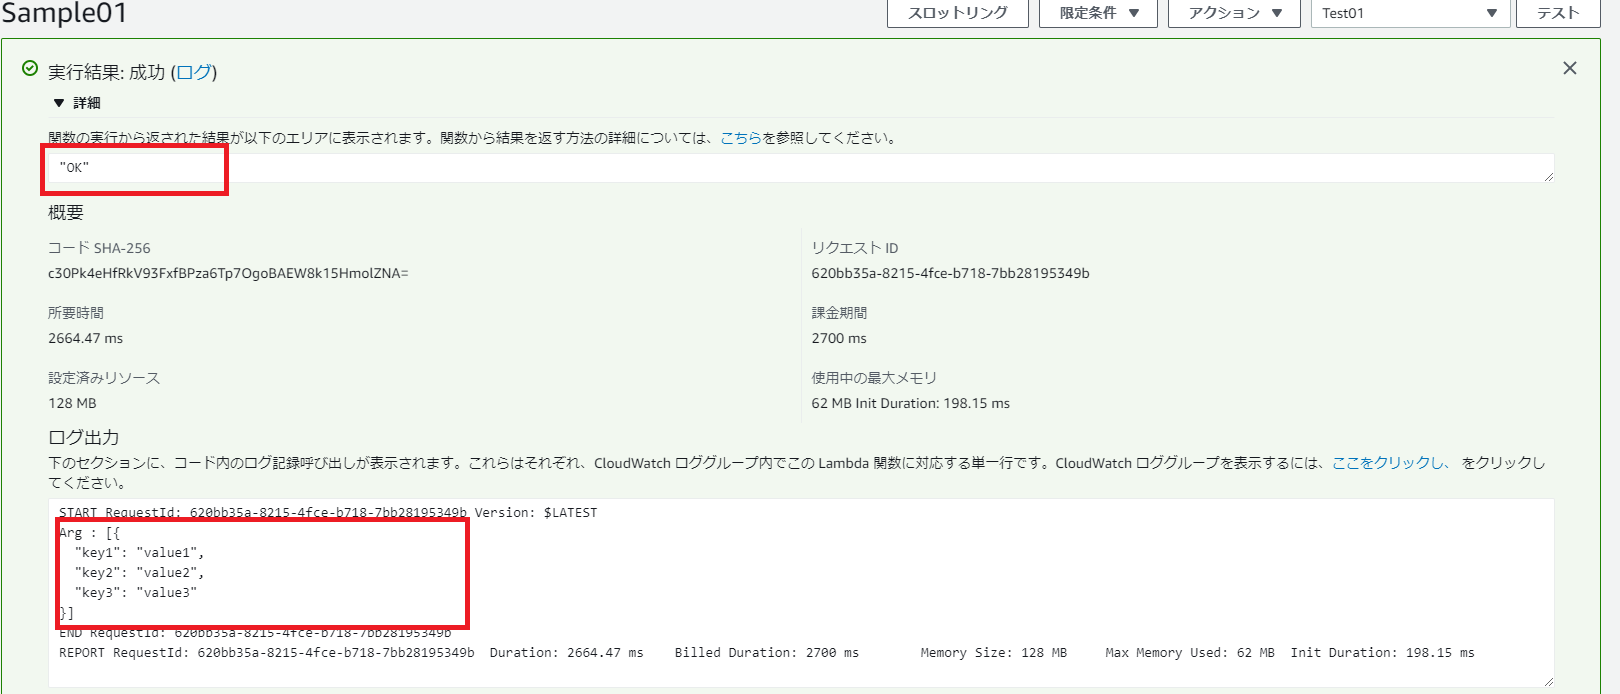 Sample01
スロットリング
限定条件 ▼
アクション ▼
Test01 ▼
テスト
実行結果: 成功 (ログ)
▼ 詳細
関数の実行から返された結果が以下のエリアに表示されます。関数から結果を返す方法の詳細については、こちらを参照してください。
"OK"
概要
コード SHA-256
c30Pk4eHfRkV93FxfBPza6Tp7OgoBAEW8k15HmolZNA=
リクエスト ID
620bb35a-8215-4fce-b718-7bb28195349b
所要時間
2664.47 ms
課金期間
2700 ms
設定済みリソース
128 MB
使用中の最大メモリ
62 MB Init Duration: 198.15 ms
ログ出力
下のセクションに、コード内のログ記録呼び出しが表示されます。これらはそれぞれ、CloudWatch ロググループ内でこの Lambda 関数に対応する単一行です。CloudWatch ロググループを表示するには、ここをクリックし、 をクリックし
てください。
START RequestId: 620bb35a-8215-4fce-b718-7bb28195349b Version: $LATEST
Arg : [{
"key1": "value1",
"key2": "value2",
"key3": "value3"
}]
END RequestId: 620bb35a-8215-4fce-b718-7bb28195349b
REPORT RequestId: 620bb35a-8215-4fce-b718-7bb28195349b Duration: 2664.47 ms Billed Duration: 2700 ms Memory Size: 128 MB Max Memory Used: 62 MB Init Duration: 198.15 ms